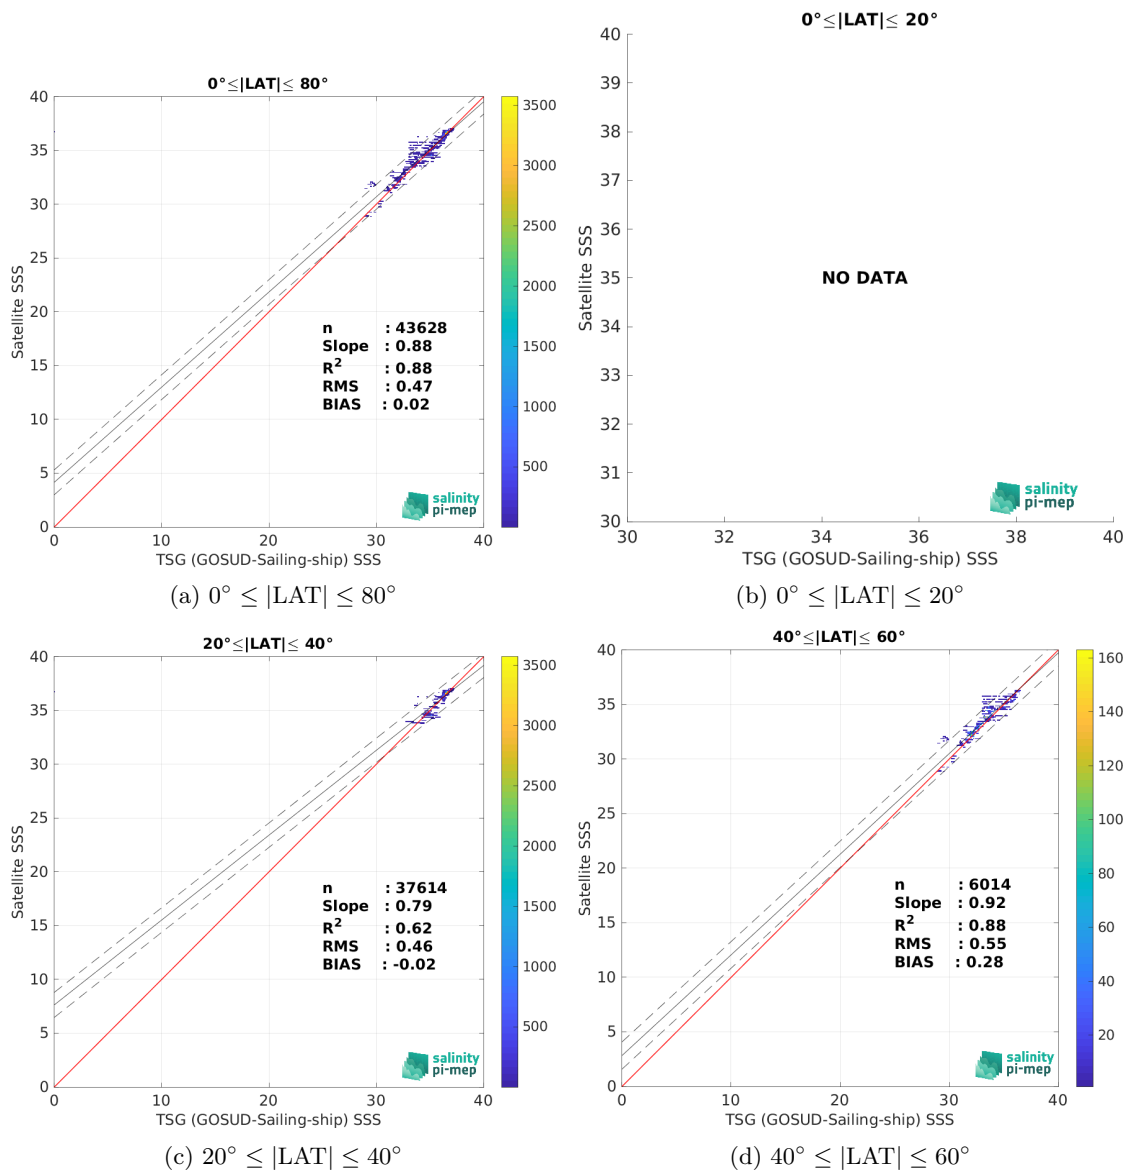 0°≤|LAT|≤ 80°
40
35
30
25
20
15
10
5
0
Satellite SSS
0
10
20
30
40
TSG (GOSUD-Sailing-ship) SSS
n : 43628
Slope : 0.88
R² : 0.88
RMS : 0.47
BIAS : 0.02
salinity
pi-mep
3500
3000
2500
2000
1500
1000
500
(a) 0° ≤ |LAT| ≤ 80°
0°≤|LAT|≤ 20°
40
39
38
37
36
35
34
33
32
31
30
Satellite SSS
NO DATA
salinity
pi-mep
30
32
34
36
38
40
TSG (GOSUD-Sailing-ship) SSS
(b) 0° ≤ |LAT| ≤ 20°
20°≤|LAT|≤ 40°
40
35
30
25
20
15
10
5
0
Satellite SSS
0
10
20
30
40
TSG (GOSUD-Sailing-ship) SSS
n : 37614
Slope : 0.79
R² : 0.62
RMS : 0.46
BIAS : -0.02
salinity
pi-mep
3500
3000
2500
2000
1500
1000
500
(c) 20° ≤ |LAT| ≤ 40°
40°≤|LAT|≤ 60°
40
35
30
25
20
15
10
5
0
Satellite SSS
0
10
20
30
40
TSG (GOSUD-Sailing-ship) SSS
n : 6014
Slope : 0.92
R² : 0.88
RMS : 0.55
BIAS : 0.28
salinity
pi-mep
160
140
120
100
80
60
40
20
(d) 40° ≤ |LAT| ≤ 60°